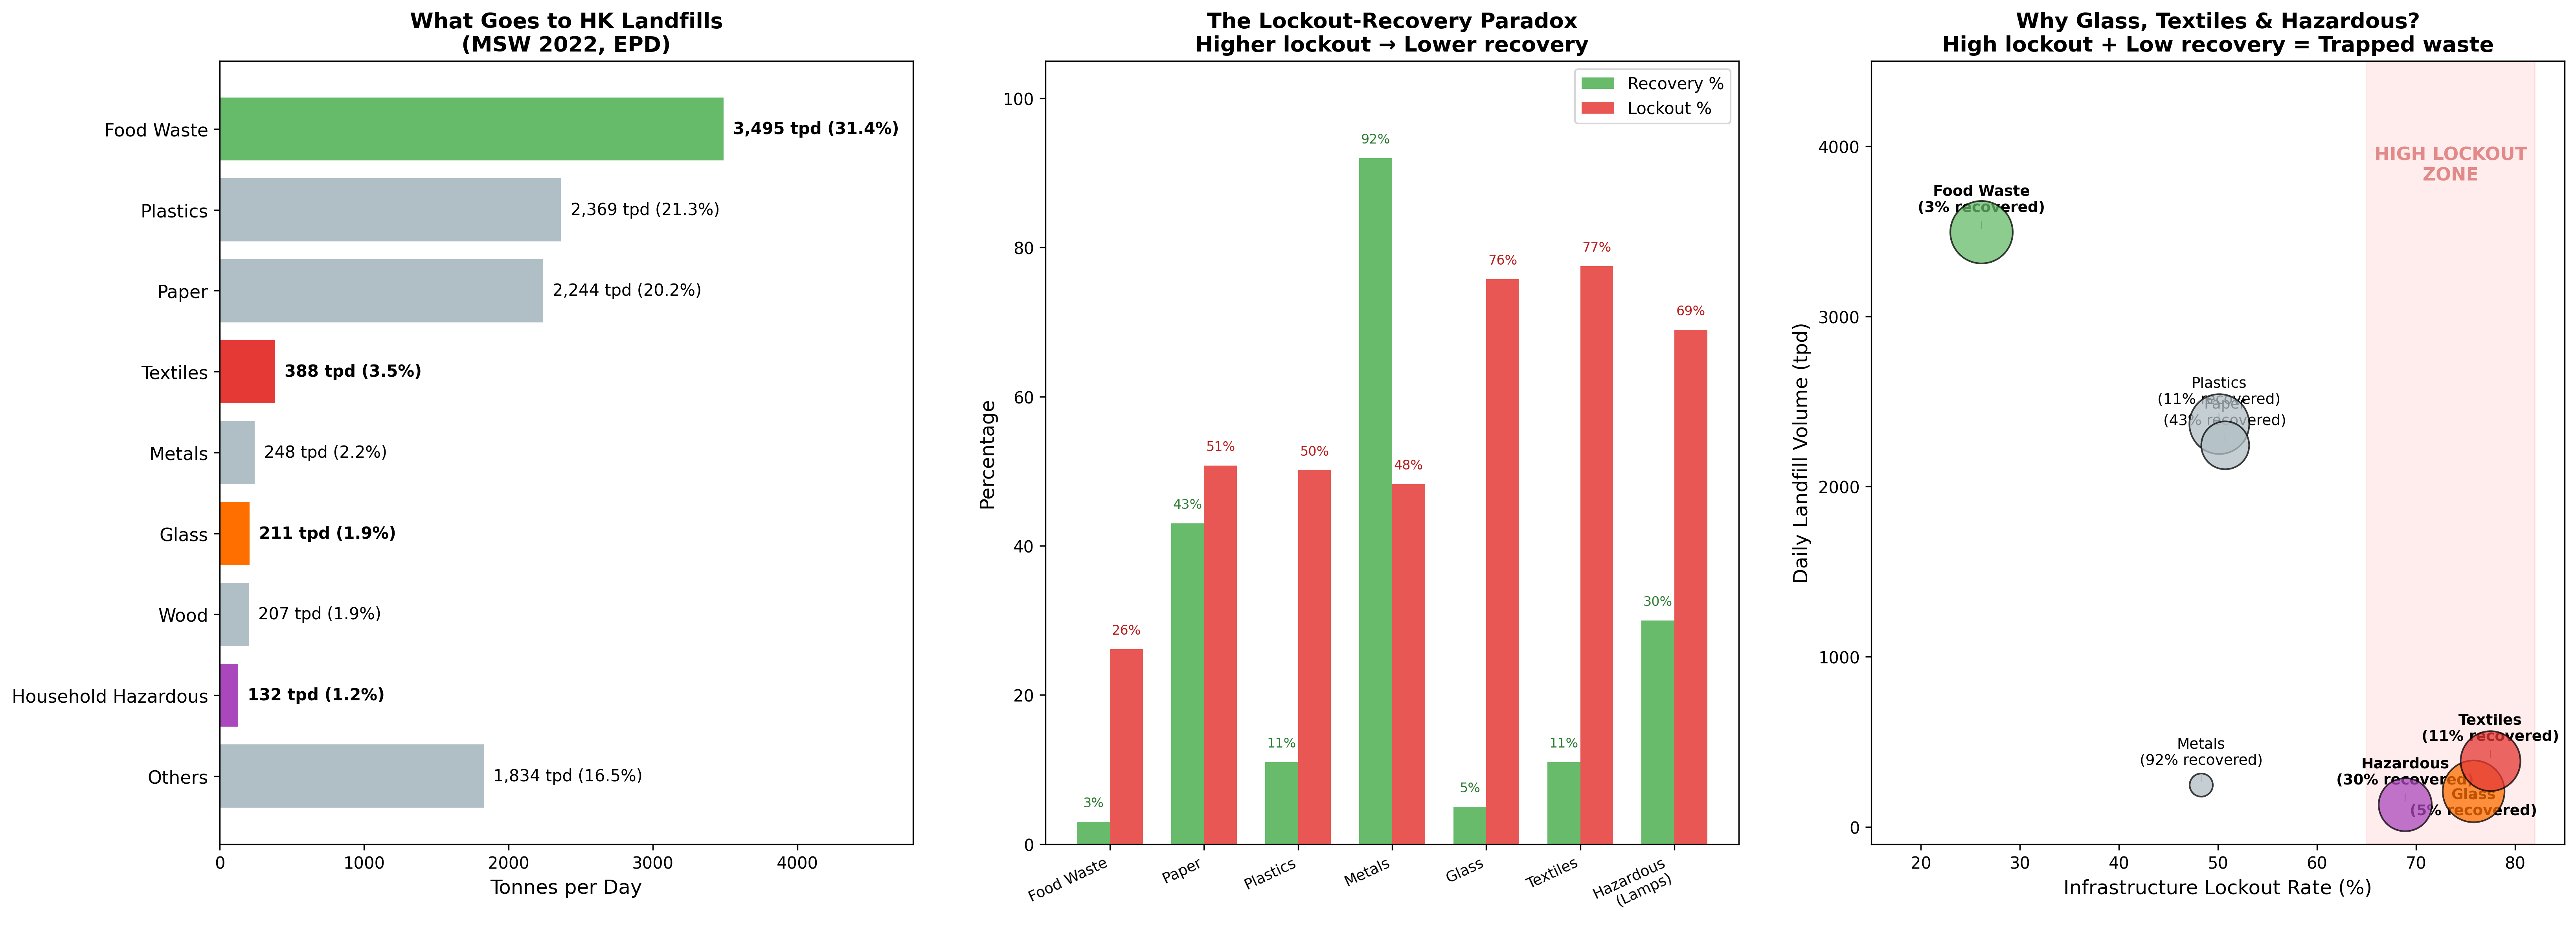 What Goes to HK Landfills
(MSW 2022, EPD)
Food Waste
3,495 tpd (31.4%)
Plastics
2,369 tpd (21.3%)
Paper
2,244 tpd (20.2%)
Textiles
388 tpd (3.5%)
Metals
248 tpd (2.2%)
Glass
211 tpd (1.9%)
Wood
207 tpd (1.9%)
Household Hazardous
132 tpd (1.2%)
Others
1,834 tpd (16.5%)
0 1000 2000 3000 4000
Tonnes per Day
The Lockout-Recovery Paradox
Higher lockout → Lower recovery
Recovery %
Lockout %
Percentage
100
80
60
40
20
0
3% 26% 43% 51% 11% 50% 92% 48% 5% 76% 11% 77% 30% 69%
Food Waste
Paper
Plastics
Metals
Glass
Textiles
Hazardous
(Lamps)
Why Glass, Textiles & Hazardous?
High lockout + Low recovery = Trapped waste
HIGH LOCKOUT
ZONE
Daily Landfill Volume (tpd)
4000
3000
2000
1000
0
Food Waste
(3% recovered)
Plastics
(11% recovered)
Paper
(43% recovered)
Metals
(92% recovered)
Textiles
(11% recovered)
Hazardous
(30% recovered)
Glass
(5% recovered)
20 30 40 50 60 70 80
Infrastructure Lockout Rate (%)